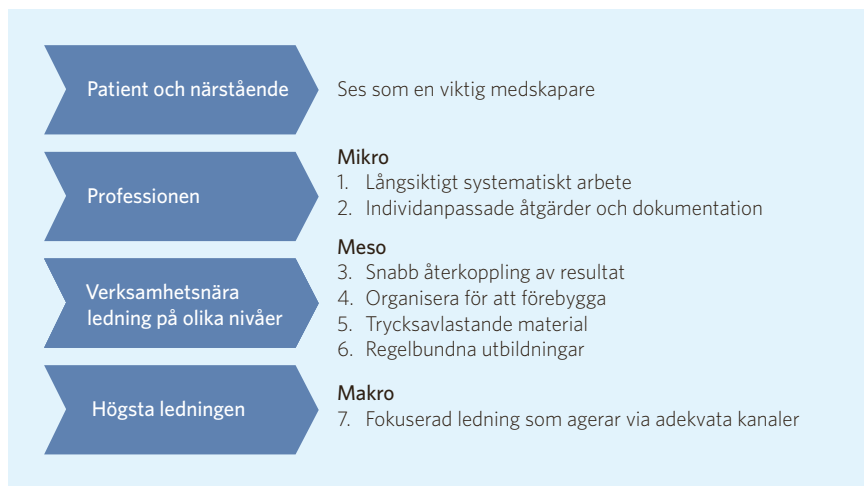 Patient och närstående
Ses som en viktig medskapare
Professionen
Mikro
1. Långsiktigt systematiskt arbete
2. Individanpassade åtgärder och dokumentation
Verksamhetsnära
ledning på olika nivåer
Meso
3. Snabb återkoppling av resultat
4. Organisera för att förebygga
5. Trycksavlastande material
6. Regelbundna utbildningar
Högsta ledningen
Makro
7. Fokuserad ledning som agerar via adekvata kanaler